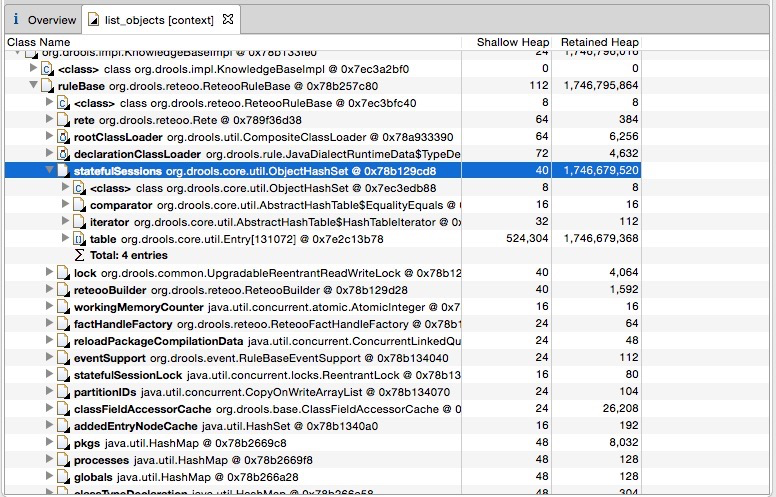 Overview
list_objects [context]
Class Name Shallow Heap Retained Heap
org.drools.impl.KnowledgeBaseImpl @ 0x78b133fe0 24 1,746,796,016
<class> class org.drools.impl.KnowledgeBaseImpl @ 0x7ec3a2bf0 0 0
ruleBase org.drools.reteoo.ReteooRuleBase @ 0x78b257c80 112 1,746,795,864
<class> class org.drools.reteoo.ReteooRuleBase @ 0x7ec3bfc40 8 8
rete org.drools.reteoo.Rete @ 0x789f36d38 64 384
rootClassLoader org.drools.util.CompositeClassLoader @ 0x78a933390 64 6,256
declarationClassLoader org.drools.rule.JavaDialectRuntimeData$TypeDe 72 4,632
statefulSessions org.drools.core.util.ObjectHashSet @ 0x78b129cd8 40 1,746,679,520
<class> class org.drools.core.util.ObjectHashSet @ 0x7ec3edb88 8 8
comparator org.drools.core.util.AbstractHashTable$EqualityEquals @ 16 16
iterator org.drools.core.util.AbstractHashTable$HashTableIterator @ 32 112
table org.drools.core.util.Entry[131072] @ 0x7e2c13b78 524,304 1,746,679,368
Σ Total: 4 entries
lock org.drools.common.UpgradableReentrantReadWriteLock @ 0x78b12 40 4,064
reteooBuilder org.drools.reteoo.ReteooBuilder @ 0x78b129d28 40 1,592
workingMemoryCounter java.util.concurrent.atomic.AtomicInteger @ 0x7 16 16
factHandleFactory org.drools.reteoo.ReteooFactHandleFactory @ 0x78b1 24 64
reloadPackageCompilationData java.util.concurrent.ConcurrentLinkedQu 24 48
eventSupport org.drools.event.RuleBaseEventSupport @ 0x78b134040 24 112
statefulSessionLock java.util.concurrent.locks.ReentrantLock @ 0x78b 16 80
partitionIDs java.util.concurrent.CopyOnWriteArrayList @ 0x78b134070 24 104
classFieldAccessorCache org.drools.base.ClassFieldAccessorCache @ 0 24 26,208
addedEntryNodeCache java.util.HashSet @ 0x78b1340a0 16 192
pkgs java.util.HashMap @ 0x78b2669c8 48 8,032
processes java.util.HashMap @ 0x78b2669f8 48 128
globals java.util.HashMap @ 0x78b266a28 48 128
classTypeDeclaration java.util.HashMap @ 0x78b266a58 48 304